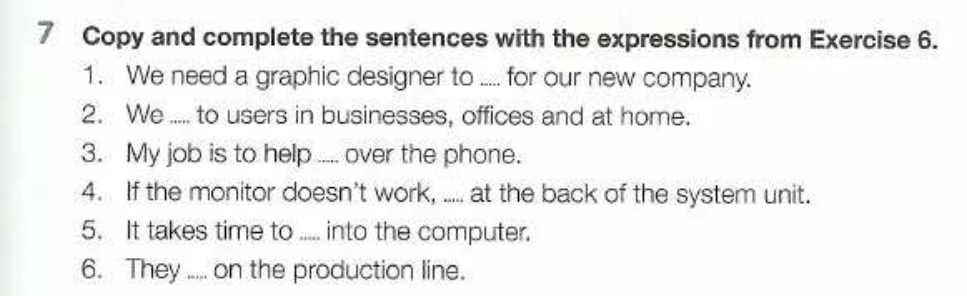 7 Copy and complete the sentences with the expressions from Exercise 6.
1. We need a graphic designer to ..... for our new company.
2. We ..... to users in businesses, offices and at home.
3. My job is to help ..... over the phone.
4. If the monitor doesn't work, ..... at the back of the system unit.
5. It takes time to ..... into the computer.
6. They ..... on the production line.